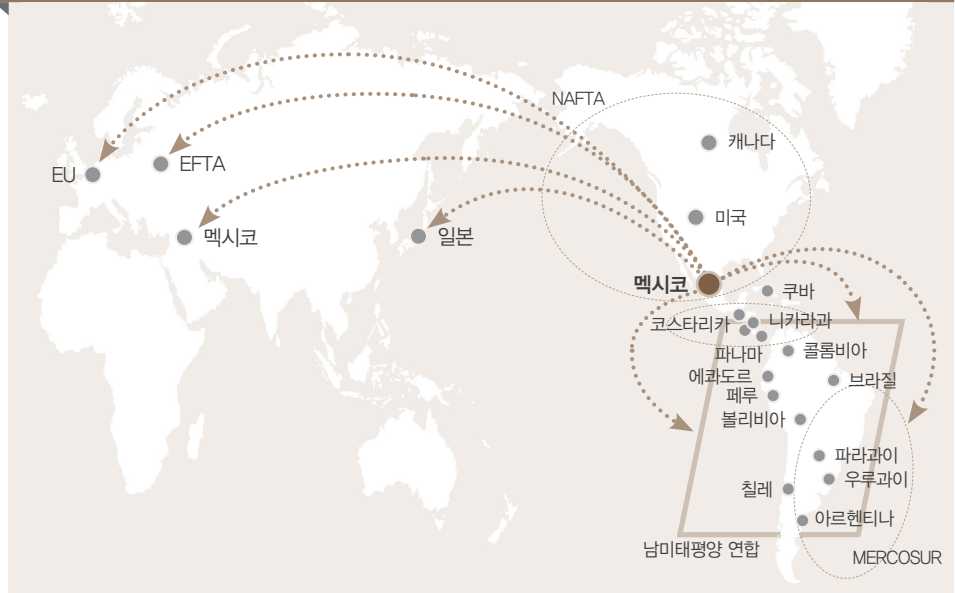 NAFTA
캐나다
EU
EFTA
미국
멕시코
일본
멕시코
쿠바
코스타리카
니카라과
파나마
콜롬비아
에콰도르
브라질
페루
볼리비아
파라과이
우루과이
칠레
아르헨티나
남미태평양 연합
MERCOSUR